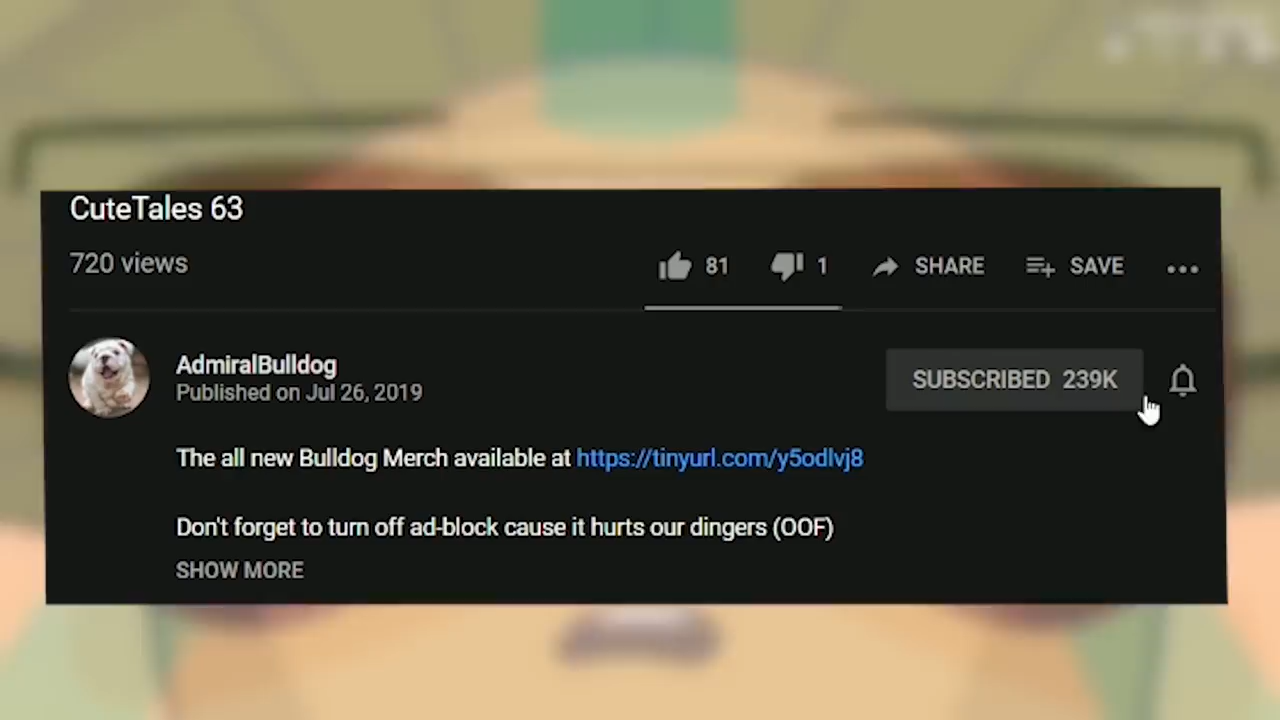 CuteTales 63
720 views
81 1 SHARE SAVE
AdmiralBulldog
Published on Jul 26, 2019
SUBSCRIBED 239K
The all new Bulldog Merch available at https://tinyurl.com/y5odlvj8
Don't forget to turn off ad-block cause it hurts our dingers (OOF)
SHOW MORE